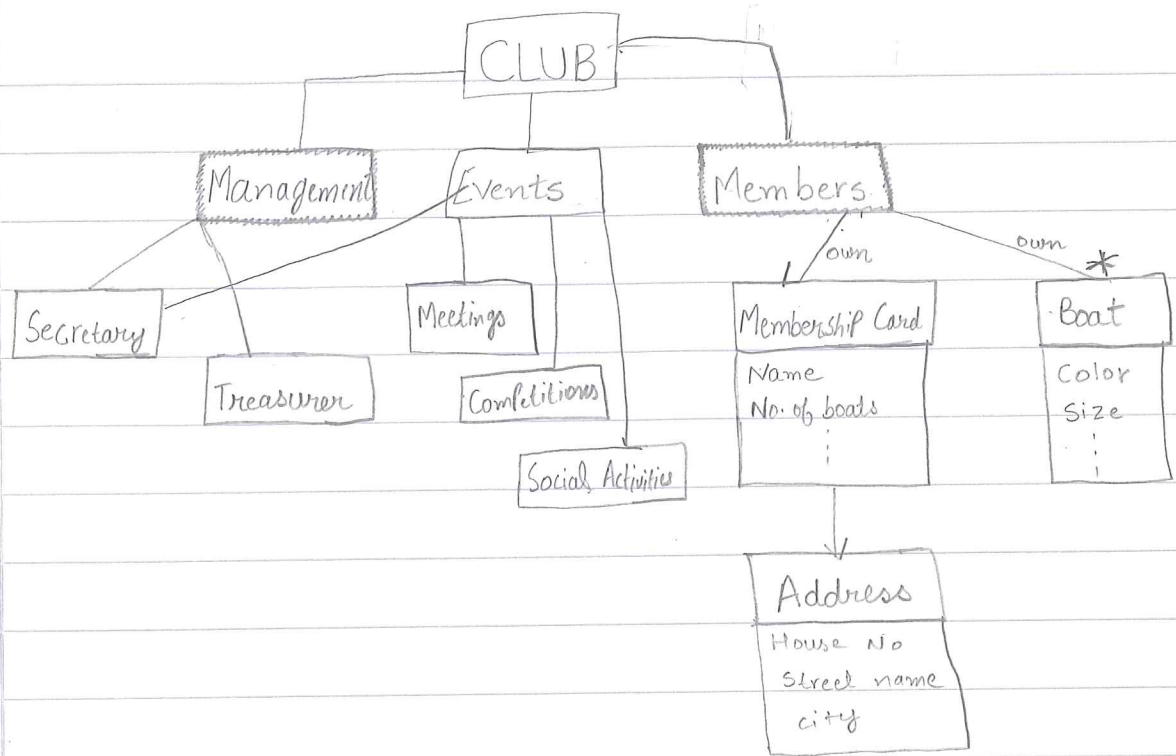 CLUB
Management
Events
Members
own
own
*
Secretary
Meetings
Membership Card
Boat
Treasurer
Competitions
Name
No. of boats
Color
Size
Social Activities
Address
House No
Street name
city